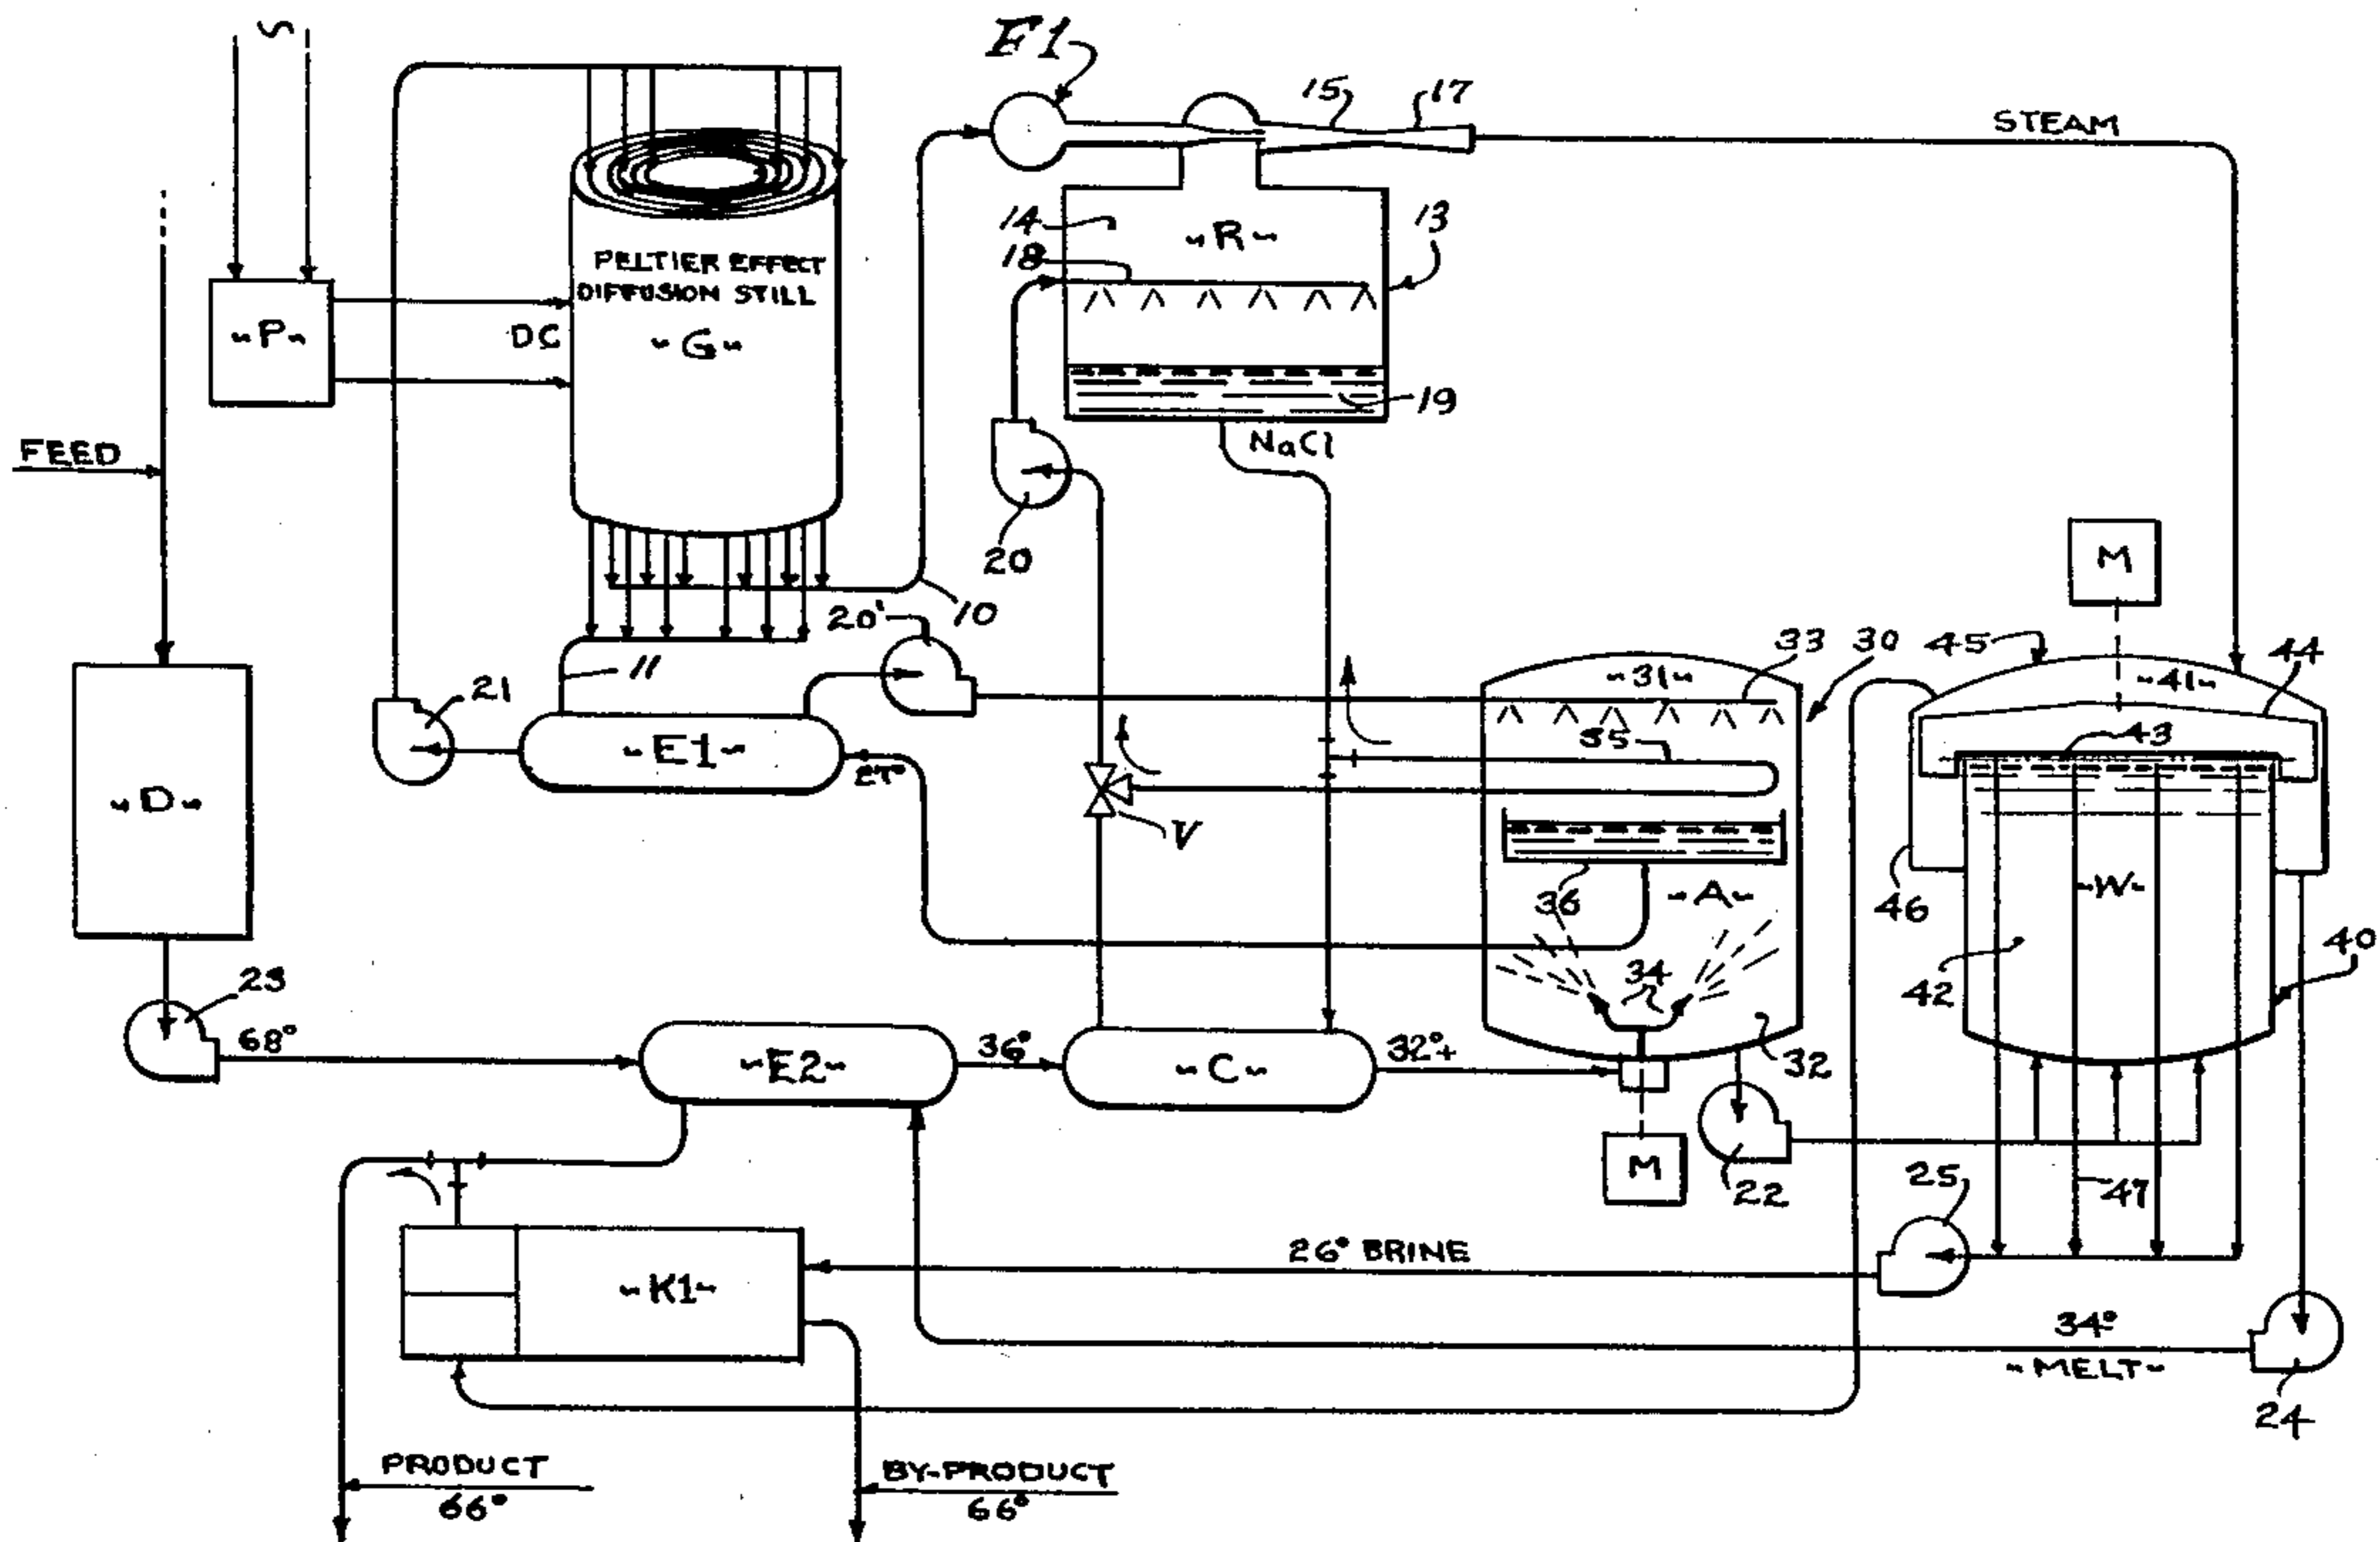 S
F1
15
17
STEAM
14
~R~
13
18
PELTIER EFFECT
DIFFUSION STILL
~G~
~P~
DC
19
FEED
NaCl
20
M
10
20'
11
33
30
45
44
~31~
~41~
21
~E1~
27°
35
43
~D~
V
36
~A~
~W~
46
40
23
34
42
68°
~E2~
36°
~C~
32°+
32
M
22
25
47
26° BRINE
~K1~
34°
~MELT~
24
PRODUCT
66°
BY-PRODUCT
66°